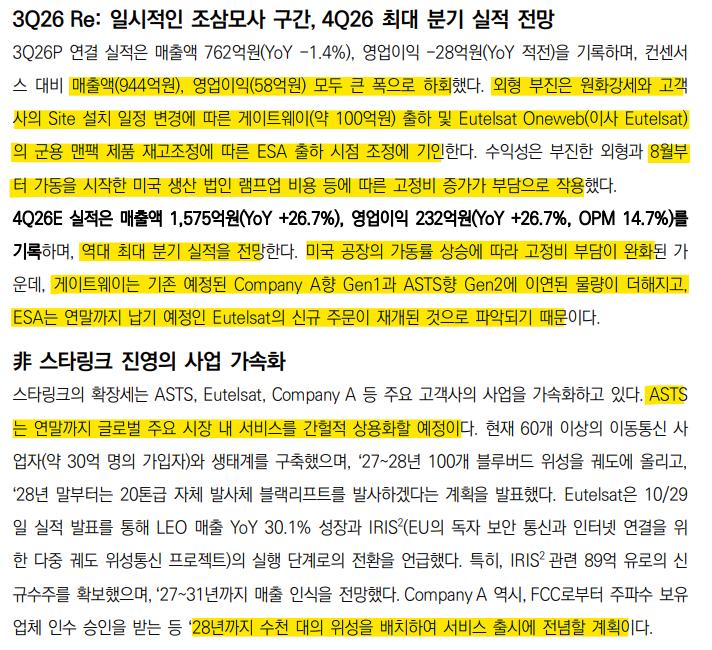 3Q26 Re: 일시적인 조삼모사 구간, 4Q26 최대 분기 실적 전망
3Q26P 연결 실적은 매출액 762억원(YoY -1.4%), 영업이익 -28억원(YoY 적전)을 기록하며, 컨센서
스 대비 매출액(944억원), 영업이익(58억원) 모두 큰 폭으로 하회했다. 외형 부진은 원화강세와 고객
사의 Site 설치 일정 변경에 따른 게이트웨이(약 100억원) 출하 및 Eutelsat Oneweb(이사 Eutelsat)
의 군용 맨팩 제품 재고조정에 따른 ESA 출하 시점 조정에 기인한다. 수익성은 부진한 외형과 8월부
터 가동을 시작한 미국 생산 법인 램프업 비용 등에 따른 고정비 증가가 부담으로 작용했다.
4Q26E 실적은 매출액 1,575억원(YoY +26.7%), 영업이익 232억원(YoY +26.7%, OPM 14.7%)를
기록하며, 역대 최대 분기 실적을 전망한다. 미국 공장의 가동률 상승에 따라 고정비 부담이 완화된 가
운데, 게이트웨이는 기존 예정된 Company A향 Gen1과 ASTS향 Gen2에 이연된 물량이 더해지고,
ESA는 연말까지 납기 예정인 Eutelsat의 신규 주문이 재개된 것으로 파악되기 때문이다.
非 스타링크 진영의 사업 가속화
스타링크의 확장세는 ASTS, Eutelsat, Company A 등 주요 고객사의 사업을 가속화하고 있다. ASTS
는 연말까지 글로벌 주요 시장 내 서비스를 간헐적 상용화할 예정이다. 현재 60개 이상의 이동통신 사
업자(약 30억 명의 가입자)와 생태계를 구축했으며, ‘27~28년 100개 블루버드 위성을 궤도에 올리고,
‘28년 말부터는 20톤급 자체 발사체 블랙리프트를 발사하겠다는 계획을 발표했다. Eutelsat은 10/29
일 실적 발표를 통해 LEO 매출 YoY 30.1% 성장과 IRIS²(EU의 독자 보안 통신과 인터넷 연결을 위
한 다중 궤도 위성통신 프로젝트)의 실행 단계로의 전환을 언급했다. 특히, IRIS² 관련 89억 유로의 신
규수주를 확보했으며, ‘27~31년까지 매출 인식을 전망했다. Company A 역시, FCC로부터 주파수 보유
업체 인수 승인을 받는 등 ‘28년까지 수천 대의 위성을 배치하여 서비스 출시에 전념할 계획이다.